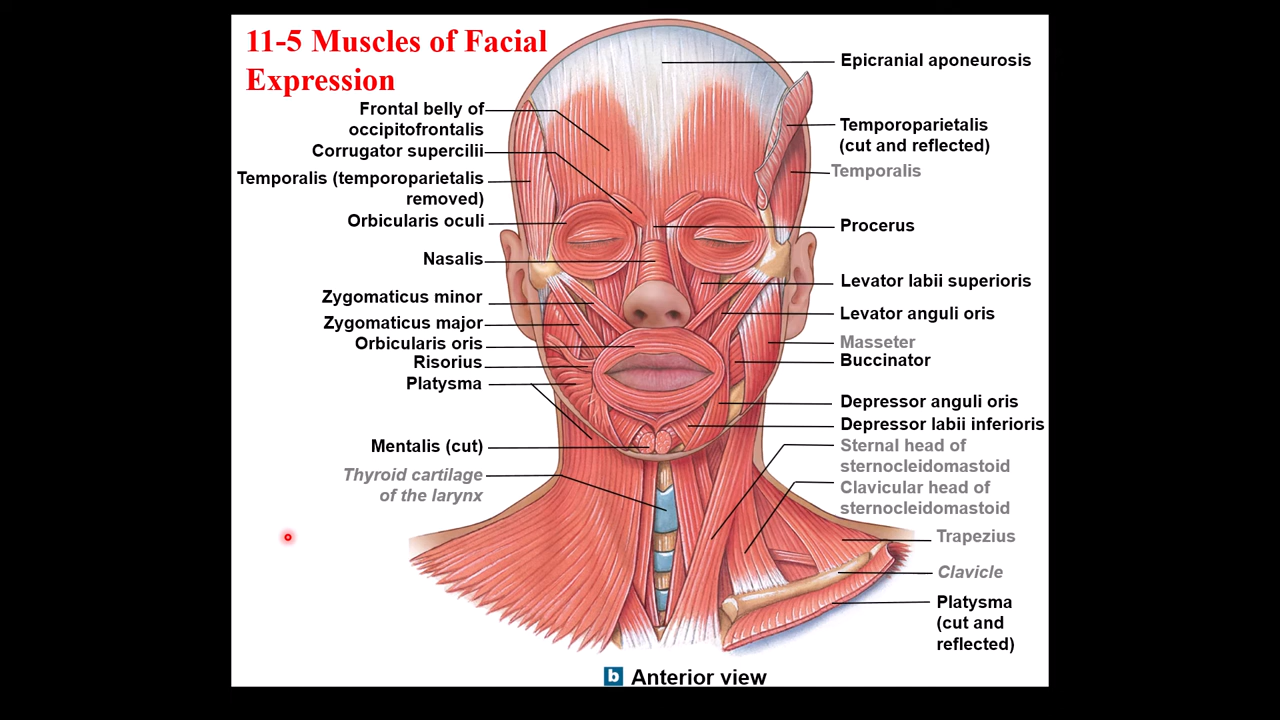 11-5 Muscles of Facial
Expression
Frontal belly of
occipitofrontalis
Corrugator supercilii
Temporalis (temporoparietalis
removed)
Orbicularis oculi
Nasalis
Zygomaticus minor
Zygomaticus major
Orbicularis oris
Risorius
Platysma
Mentalis (cut)
Thyroid cartilage
of the larynx
Epicranial aponeurosis
Temporoparietalis
(cut and reflected)
Temporalis
Procerus
Levator labii superioris
Levator anguli oris
Masseter
Buccinator
Depressor anguli oris
Depressor labii inferioris
Sternal head of
sternocleidomastoid
Clavicular head of
sternocleidomastoid
Trapezius
Clavicle
Platysma
(cut and
reflected)
b Anterior view